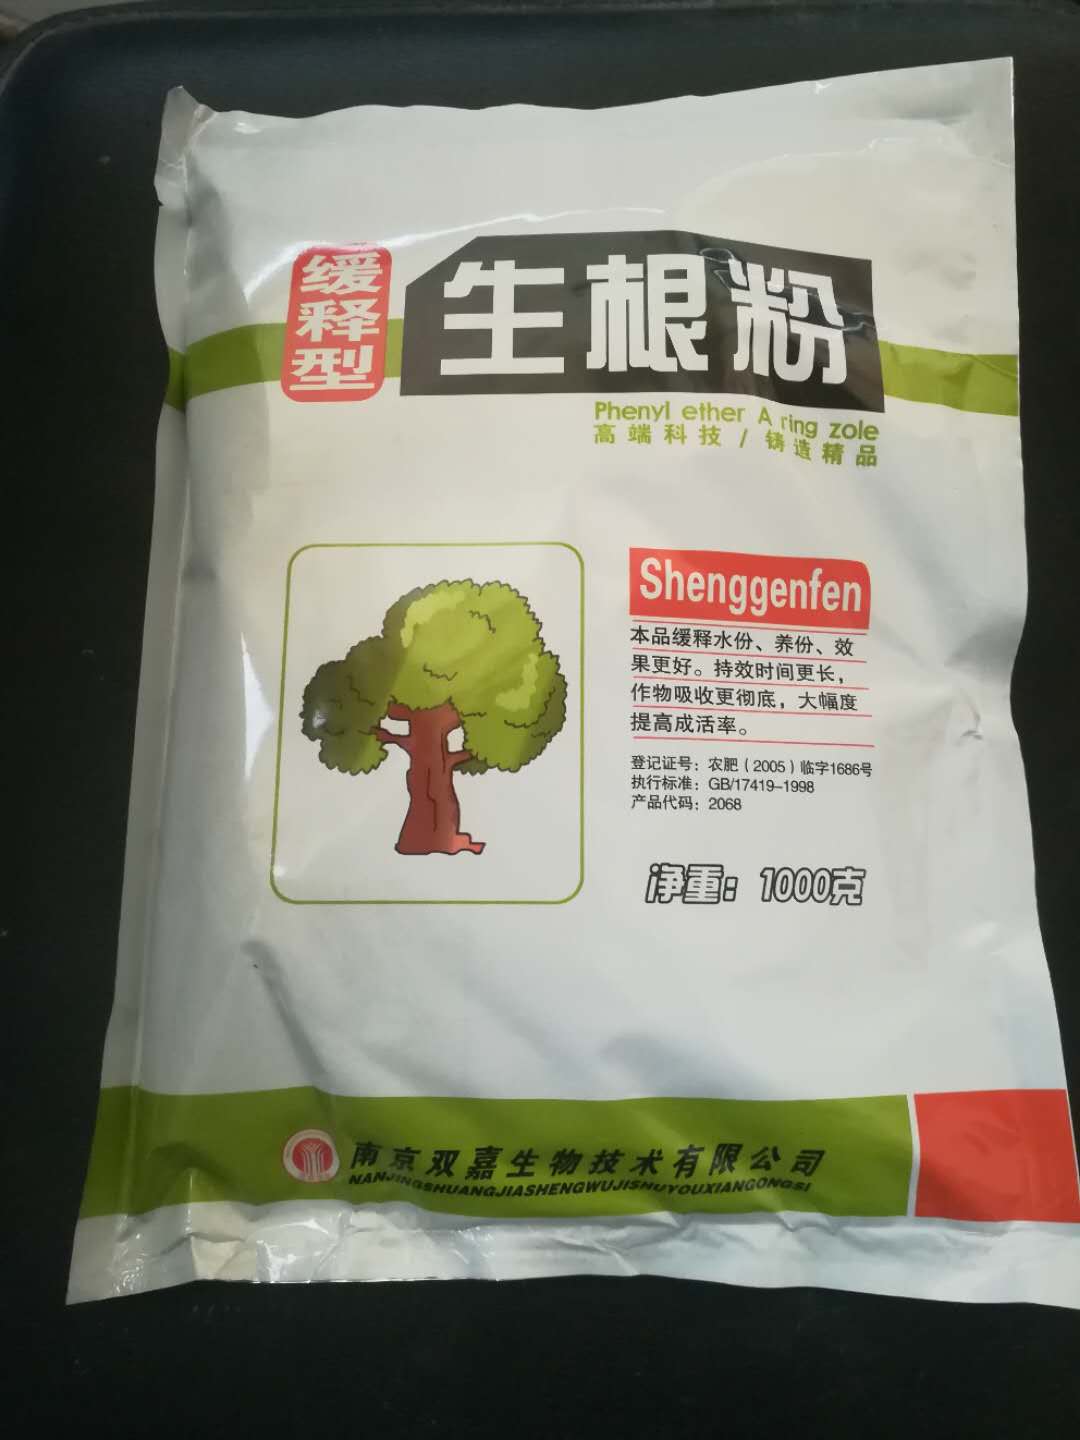 缓释型
生根粉
Phenyl ether A ring zole
高端科技 / 铸造精品
Shenggenfen
本品缓释水份、养份、效
果更好。持效时间更长，
作物吸收更彻底，大幅度
提高成活率。
登记证号：农肥（2005）临字1686号
执行标准：GB/17419-1998
产品代码：2068
净重：1000克
南京双嘉生物技术有限公司
NANJINGSHUANGJIASHENGWUJISHUYOUXIANGONGSI